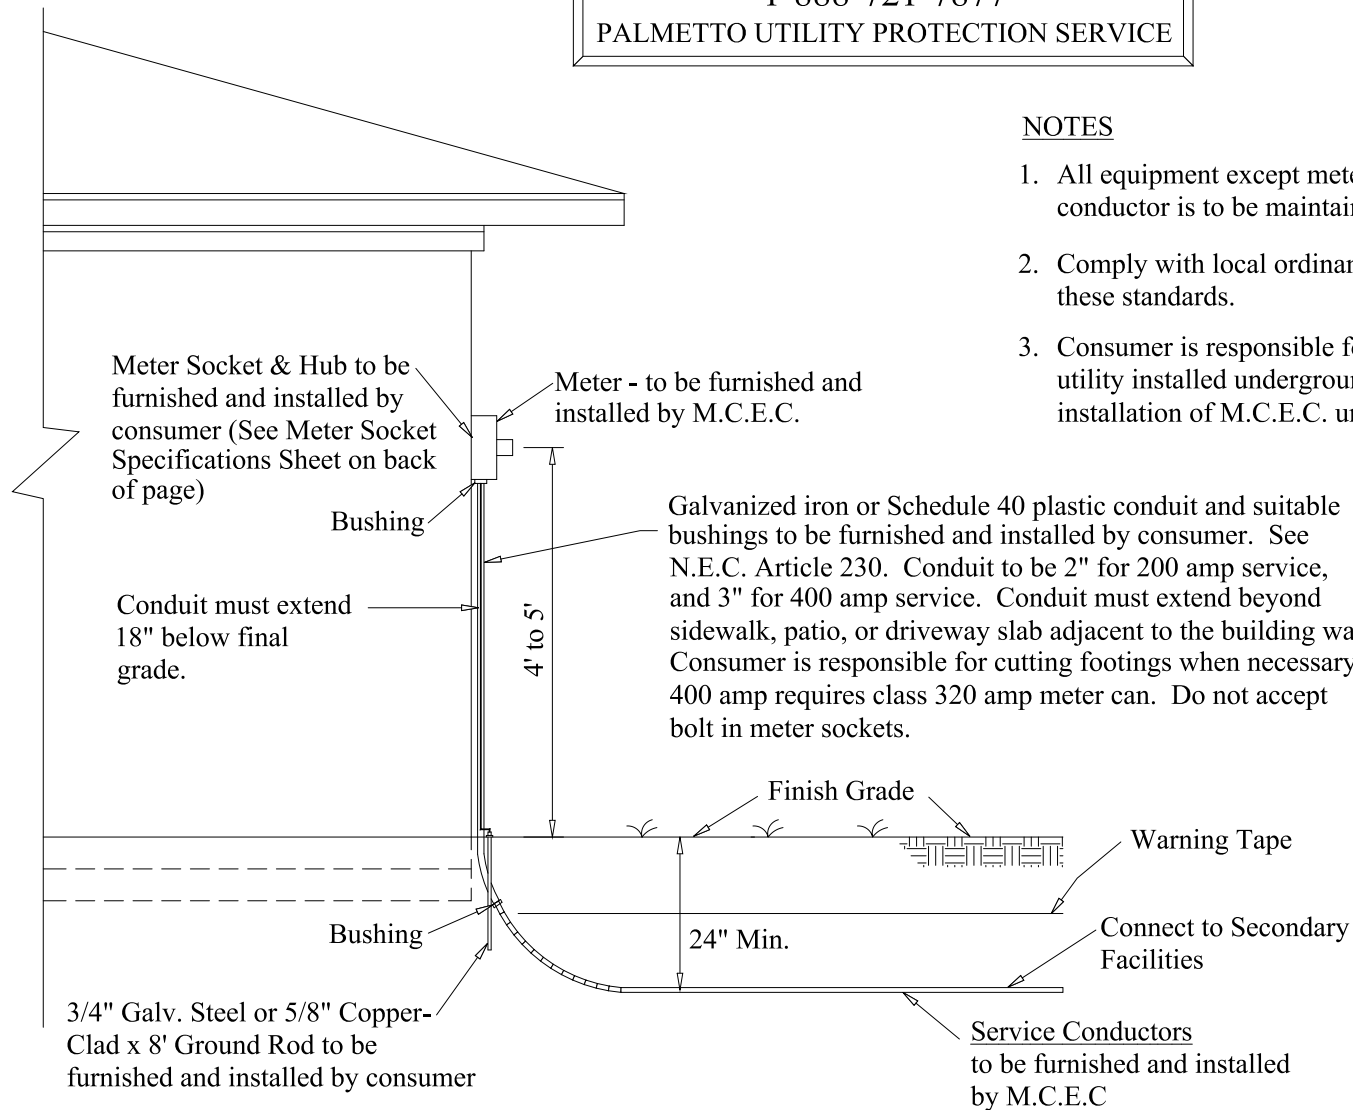 1-888-721-7877
PALMETTO UTILITY PROTECTION SERVICE
NOTES
1. All equipment except mete
conductor is to be maintai
2. Comply with local ordinan
these standards.
3. Consumer is responsible fo
utility installed undergroun
installation of M.C.E.C. un
Meter Socket & Hub to be
furnished and installed by
consumer (See Meter Socket
Specifications Sheet on back
of page)
Meter - to be furnished and
installed by M.C.E.C.
Bushing
Galvanized iron or Schedule 40 plastic conduit and suitable
bushings to be furnished and installed by consumer. See
N.E.C. Article 230. Conduit to be 2" for 200 amp service,
and 3" for 400 amp service. Conduit must extend beyond
sidewalk, patio, or driveway slab adjacent to the building wa
Consumer is responsible for cutting footings when necessary
400 amp requires class 320 amp meter can. Do not accept
bolt in meter sockets.
Conduit must extend
18" below final
grade.
4' to 5'
Finish Grade
Warning Tape
Bushing
24" Min.
Connect to Secondary
Facilities
3/4" Galv. Steel or 5/8" Copper-
Clad x 8' Ground Rod to be
furnished and installed by consumer
Service Conductors
to be furnished and installed
by M.C.E.C